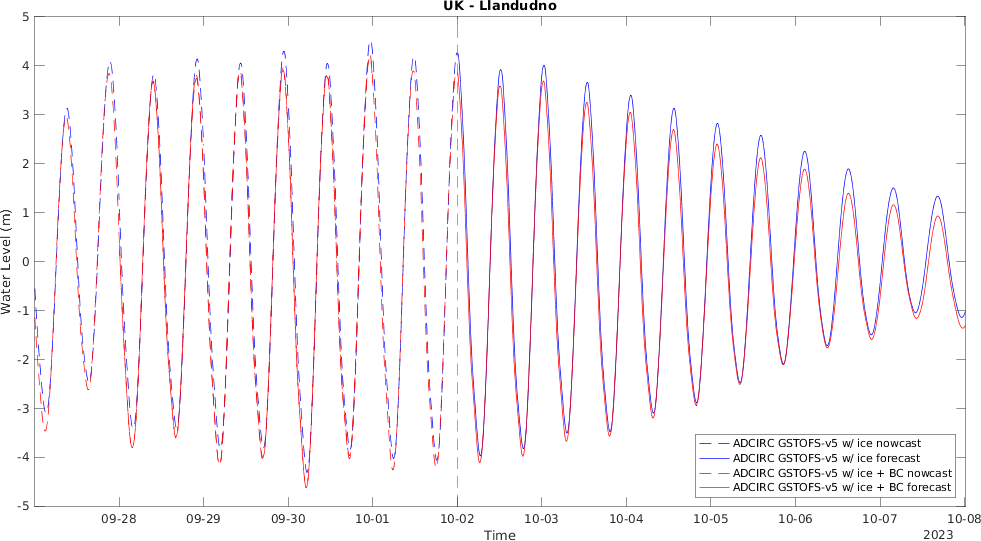 UK - Llandudno
5
4
3
2
1
0
-1
-2
-3
-4
-5
Water Level (m)
ADCIRC GSTOFS-v5 w/ ice nowcast
ADCIRC GSTOFS-v5 w/ ice forecast
ADCIRC GSTOFS-v5 w/ ice + BC nowcast
ADCIRC GSTOFS-v5 w/ ice + BC forecast
09-28 09-29 09-30 10-01 10-02 10-03 10-04 10-05 10-06 10-07 10-08
Time
2023